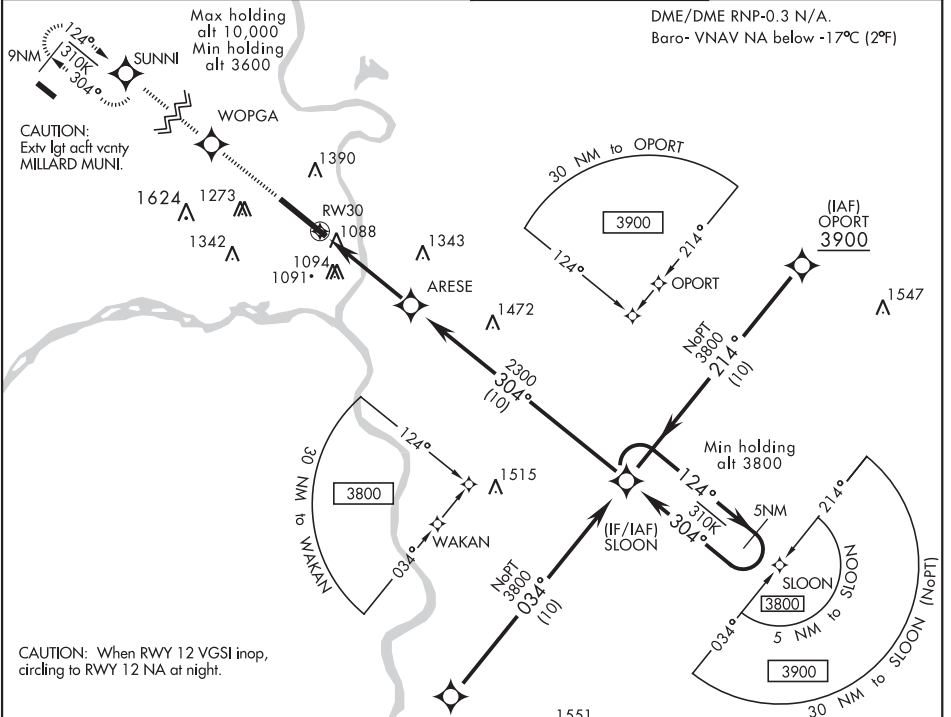 DME/DME RNP-0.3 N/A.
Baro- VNAV NA below -17°C (2°F)
Max holding
alt 10,000
Min holding
alt 3600
124°
310K
304°
9NM
SUNNI
WOPGA
CAUTION:
Extv lgt acft vcnty
MILLARD MUNI.
1390
1624
1273
1342
RW30
1088
1094
1091
1343
ARESE
1472
30 NM to OPORT
3900
124°
214°
OPORT
(IAF)
OPORT
3900
1547
NoPT
3800
214°
(10)
2300
304°
(10)
30 NM to WAKAN
3800
124°
034°
WAKAN
1515
Min holding
alt 3800
124°
310K
304°
5NM
(IF/IAF)
SLOON
NoPT
3800
034°
(10)
214°
034°
SLOON
3800
5 NM to SLOON
3900
30 NM to SLOON (NoPT)
CAUTION: When RWY 12 VGSI inop,
circling to RWY 12 NA at night.
1551